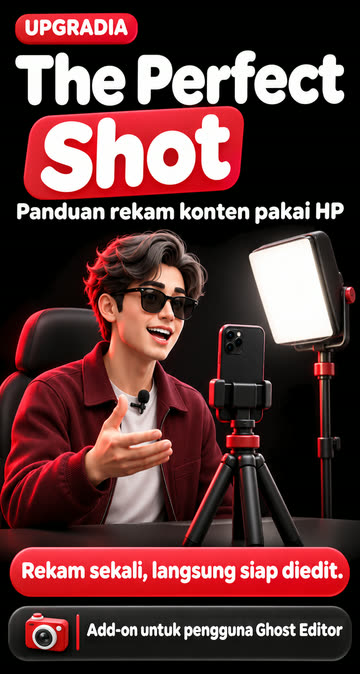 UPGRADIA
The Perfect
Shot
Panduan rekam konten pakai HP
Rekam sekali, langsung siap diedit.
Add-on untuk pengguna Ghost Editor